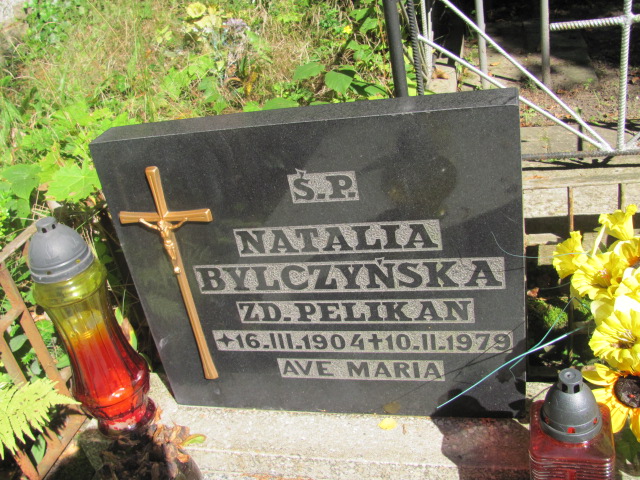 Ś.P.
NATALIA
BYLCZYŃSKA
ZD. PELIKAN
+16.III.1904+10.II.1979
AVE MARIA